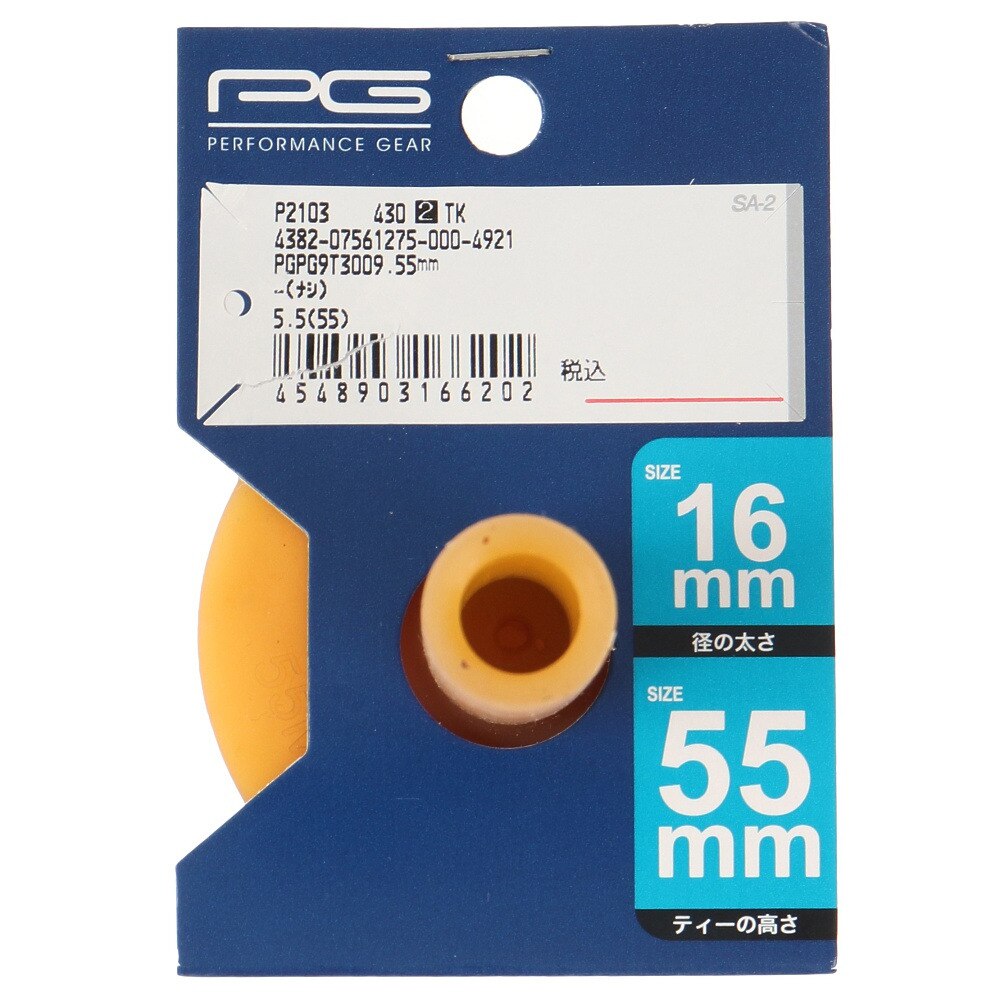 PG
PERFORMANCE GEAR
P2103 430 2 TK
SA-2
4382-07561275-000-4921
PGPG9T3009.55mm
--(ナシ)
5.5(55)
税込
4548903166202
SIZE
16
mm
径の太さ
SIZE
55
mm
ティーの高さ